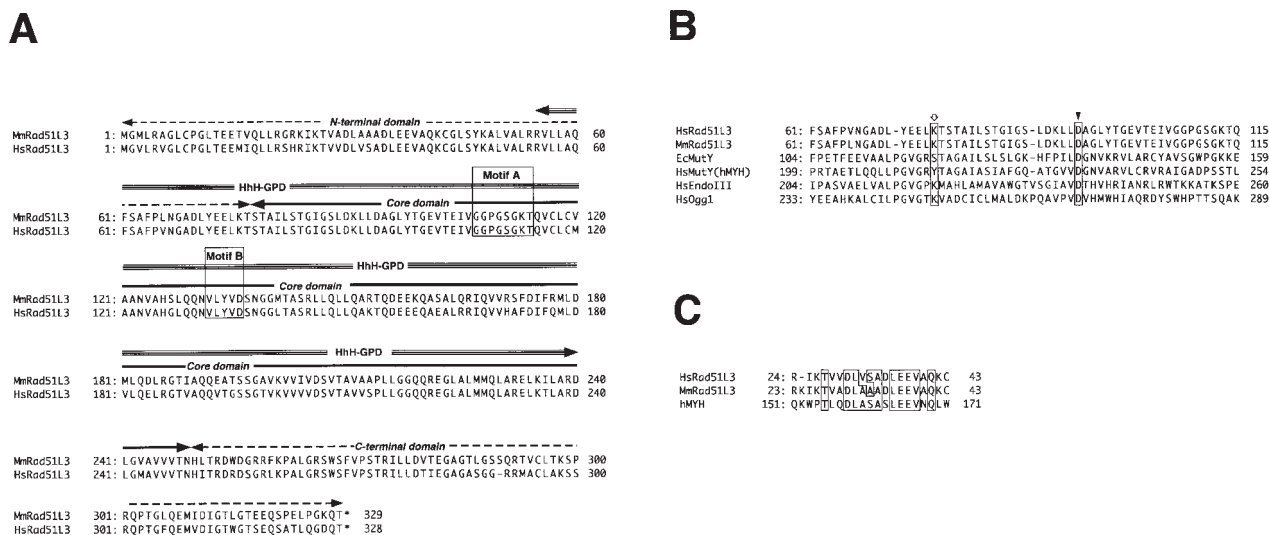 A
N-terminal domain
MmRad51L3 1: MGMLRAGLCPGLTEETVQLLRGRKIKTVADLAAADLEEVAQKCGLSYKALVALRRVLLAQ 60
HsRad51L3 1: MGVLRVGLCPGLTEEMIQLLRSHRIKTVVDLVSADLEEVAQKCGLSYKALVALRRVLLAQ 60
HhH-GPD
Motif A
Core domain
MmRad51L3 61: FSAFPLNGADLYEELKTSTAILSTGIGSLDKLLDAGLYTGEVTEIVGGPGSGKTQVCLCV 120
HsRad51L3 61: FSAFPVNGADLYEELKTSTAILSTGIGSLDKLLDAGLYTGEVTEIVGGPGSGKTQVCLCM 120
Motif B
HhH-GPD
Core domain
MmRad51L3 121: AANVAHSLQQNVLYVDSNGGMTASRLLQLLQARTQDEEKQASALQRIQVVRSFDIFRMLD 180
HsRad51L3 121: AANVAHGLQQNVLYVDSNGGLTASRLLQLLQAKTQDEEEQAEALRRIQVVHAFDIFQMLD 180
HhH-GPD
Core domain
MmRad51L3 181: MLQDLRGTIAQQEATSSGAVKVVIVDSVTAVAAPLLGGQQREGLALMMQLARELKILARD 240
HsRad51L3 181: VLQELRGTVAQQVTGSSGTVKVVVVDSVTAVVSPLLGGQQREGLALMMQLARELKTLARD 240
C-terminal domain
MmRad51L3 241: LGVAVVVTNHLTRDWDGRRFKPALGRSWSFVPSTRILLDVTEGAGTLGSSQRTVCLTKSP 300
HsRad51L3 241: LGMAVVVTNHITRDRDSGRLKPALGRSWSFVPSTRILLDTIEGAGASGG-RRMACLAKSS 300
MmRad51L3 301: RQPTGLQEMIDIGTLGTEEQSPELPGKQT* 329
HsRad51L3 301: RQPTGFQEMVDIGTWGTSEQSATLQGDQT* 328
B
HsRad51L3 61: FSAFPVNGADL-YEELKTSTAILSTGIGS-LDKLLDAGLYTGEVTEIVGGPGSGKTQ 115
MmRad51L3 61: FSAFPLNGADL-YEELKTSTAILSTGIGS-LDKLLDAGLYTGEVTEIVGGPGSGKTQ 115
EcMutY 104: FPETFEEVAALPGVGRSTAGAILSLSLGK-HFPILDGNVKRVLARCYAVSGWPGKKE 159
HsMutY(hMYH) 199: PRTAETLQQLLPGVGRYTAGAIASIAFGQ-ATGVVDGNVARVLCRVRAIGADPSSTL 254
HsEndoIII 204: IPASVAELVALPGVGPKMAHLAMAVAWGTVSGIAVDTHVHRIANRLRWTKKATKSPE 260
HsOgg1 233: YEEAHKALCILPGVGTKVADCICLMALDKPQAVPVDVHMWHIAQRDYSWHPTTSQAK 289
C
HsRad51L3 24: R-IKTVVDLVSADLEEVAQKC 43
MmRad51L3 23: RKIKTVADLAAADLEEVAQKC 43
hMYH 151: QKWPTLQDLASASLEEVNQLW 171